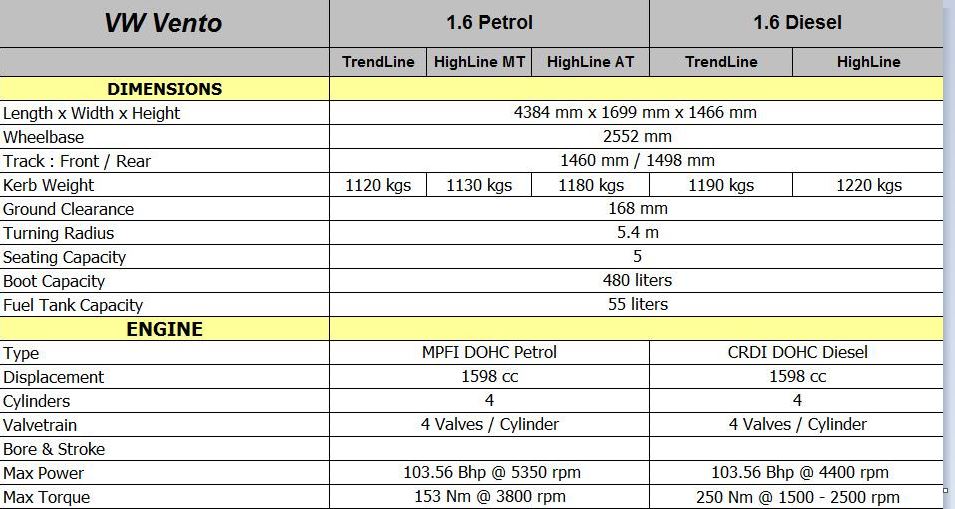 VW Vento 1.6 Petrol 1.6 Diesel
TrendLine HighLine MT HighLine AT TrendLine HighLine
DIMENSIONS
Length x Width x Height 4384 mm x 1699 mm x 1466 mm
Wheelbase 2552 mm
Track : Front / Rear 1460 mm / 1498 mm
Kerb Weight 1120 kgs 1130 kgs 1180 kgs 1190 kgs 1220 kgs
Ground Clearance 168 mm
Turning Radius 5.4 m
Seating Capacity 5
Boot Capacity 480 liters
Fuel Tank Capacity 55 liters
ENGINE
Type MPFI DOHC Petrol CRDI DOHC Diesel
Displacement 1598 cc 1598 cc
Cylinders 4 4
Valvetrain 4 Valves / Cylinder 4 Valves / Cylinder
Bore & Stroke
Max Power 103.56 Bhp @ 5350 rpm 103.56 Bhp @ 4400 rpm
Max Torque 153 Nm @ 3800 rpm 250 Nm @ 1500 - 2500 rpm